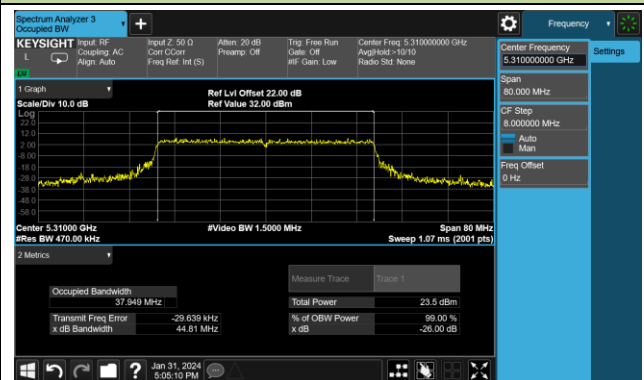 Spectrum Analyzer 3
Occupied BW
+
Frequency
KEYSIGHT
L
Input: RF
Coupling: AC
Align: Auto
Input Z: 50 Ω
Corr CCorr
Freq Ref: Int (S)
Atten: 20 dB
Preamp: Off
Trig: Free Run
Gate: Off
#IF Gain: Low
Center Freq: 5.310000000 GHz
Avg|Hold:>10/10
Radio Std: None
Center Frequency
5.310000000 GHz
Settings
Span
80.000 MHz
CF Step
8.000000 MHz
Auto
Man
Freq Offset
0 Hz
1 Graph
Scale/Div 10.0 dB
Ref Lvl Offset 22.00 dB
Ref Value 32.00 dBm
Log
22.0
12.0
2.00
-8.00
-18.0
-28.0
-38.0
-48.0
-58.0
Center 5.31000 GHz
#Res BW 470.00 kHz
#Video BW 1.5000 MHz
Span 80 MHz
Sweep 1.07 ms (2001 pts)
2 Metrics
Measure Trace
Trace 1
Occupied Bandwidth
37.949 MHz
Total Power
23.5 dBm
Transmit Freq Error
-29.639 kHz
% of OBW Power
99.00 %
x dB Bandwidth
44.81 MHz
x dB
-26.00 dB
?
Jan 31, 2024
5:05:10 PM